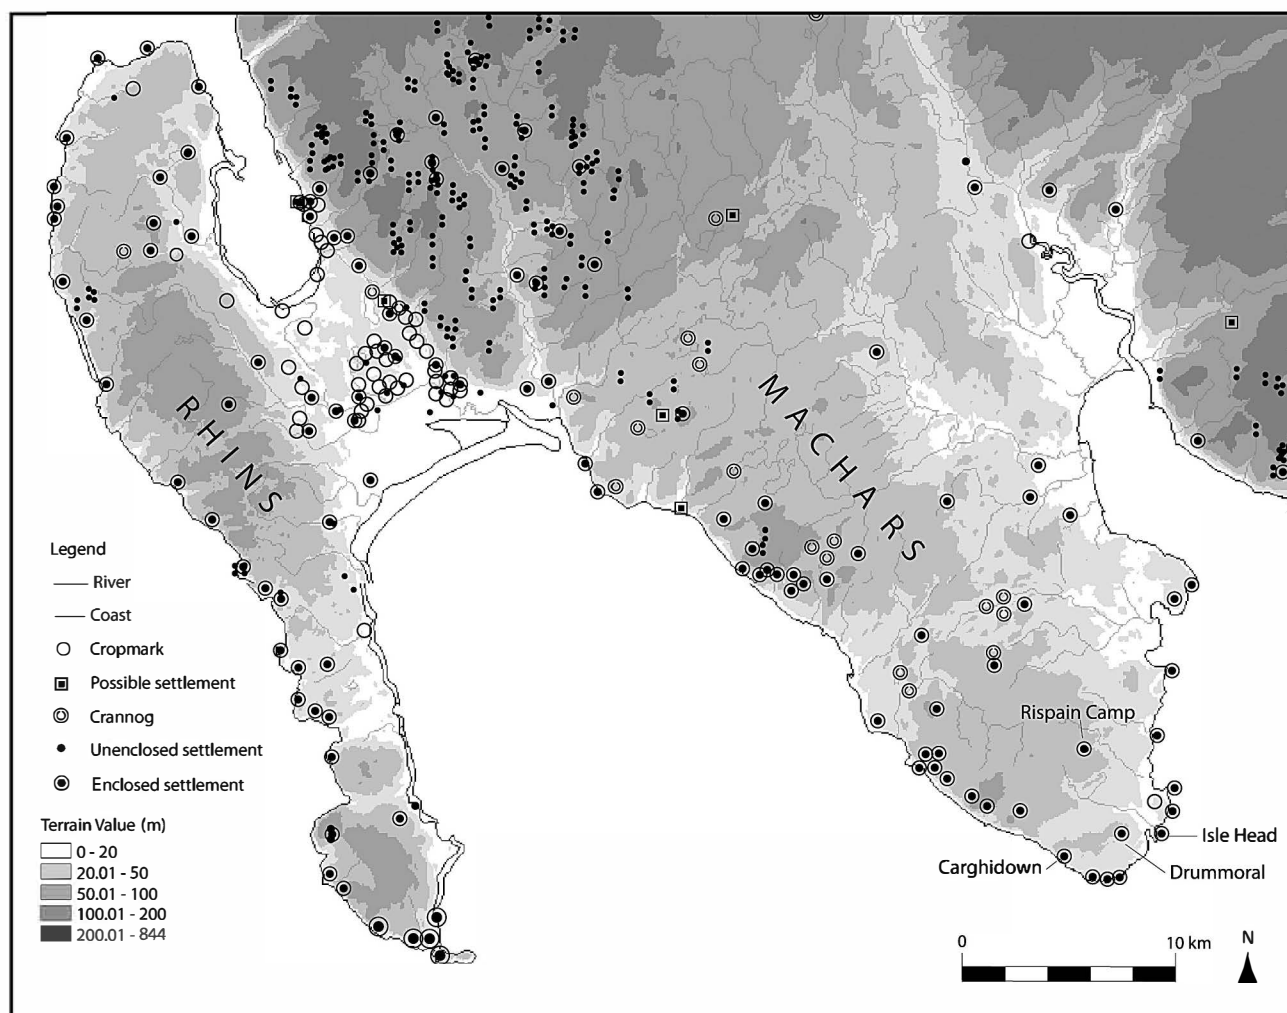 RHINS
MACHARS
Legend
River
Coast
Cropmark
Possible settlement
Crannog
Unenclosed settlement
Enclosed settlement
Terrain Value (m)
0 - 20
20.01 - 50
50.01 - 100
100.01 - 200
200.01 - 844
Rispain Camp
Isle Head
Carghidown
Drummoral
0 10 km
N